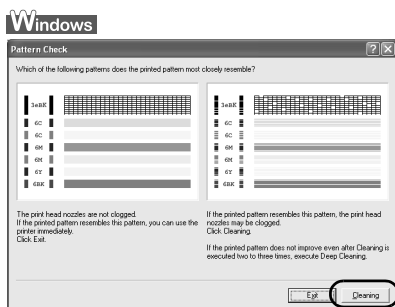 Windows
Pattern Check
Which of the following patterns does the printed pattern most closely resemble?
3eBK
6C
6C
6M
6M
6Y
6BK
3eBK
6C
6C
6M
6M
6Y
6BK
The print head nozzles are not clogged.
If the printed pattern resembles this pattern, you can use the
printer immediately.
Click Exit.
If the printed pattern resembles this pattern, the print head
nozzles may be clogged.
Click Cleaning.
If the printed pattern does not improve even after Cleaning is
executed two to three times, execute Deep Cleaning.
Exit
Cleaning